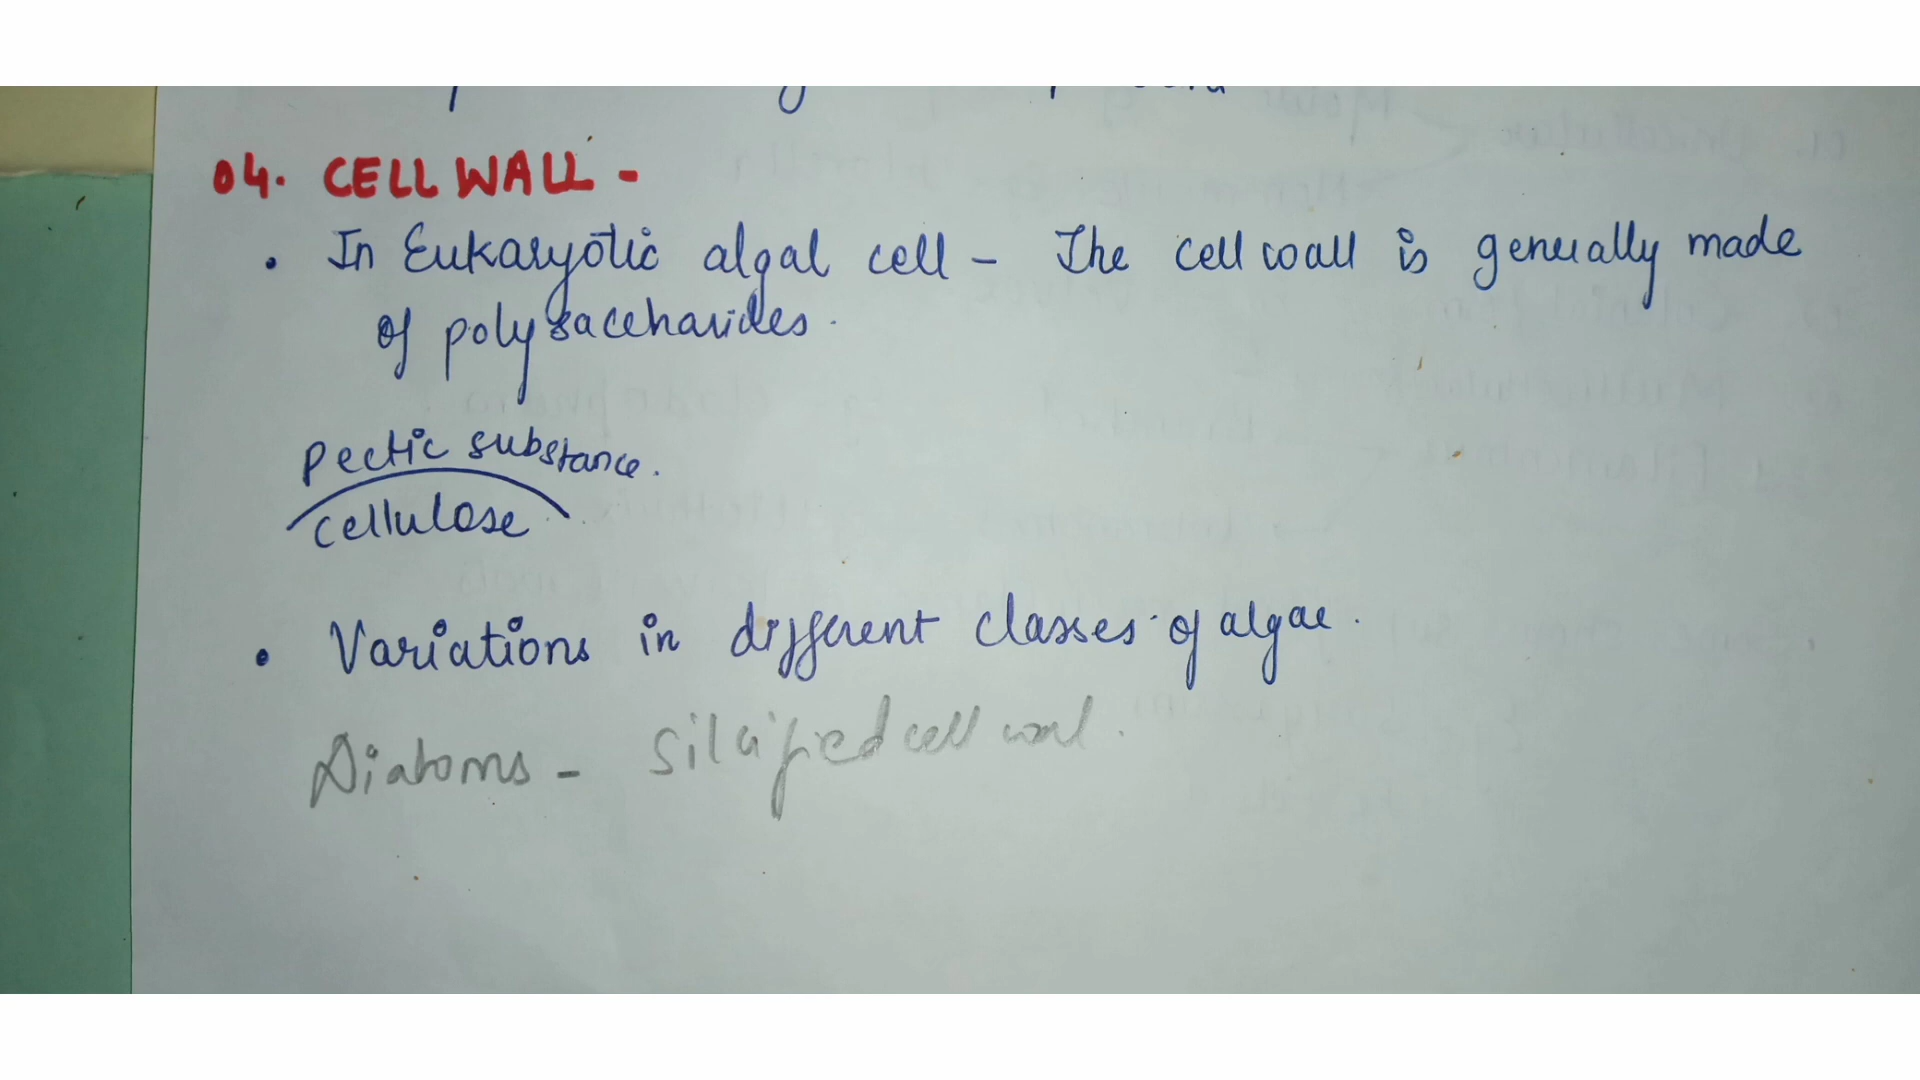 04. CELL WALL -
• In Eukaryotic algal cell - The cell wall is generally made
of polysaccharides.
Pectic substance.
cellulose
• Variations in different classes of algae.
Diatoms - Silcified cell wall.